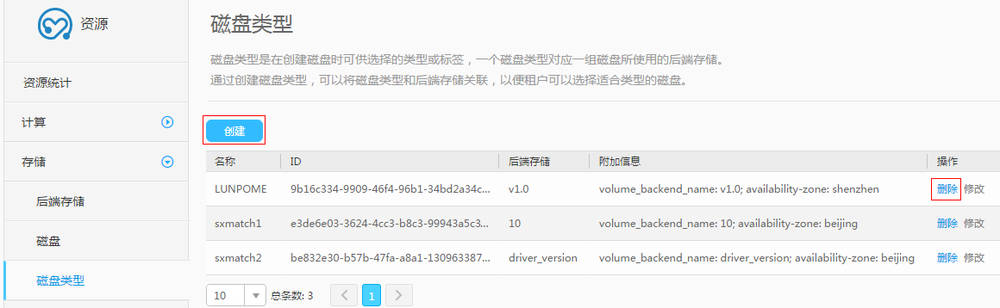 资源
资源统计
计算
存储
后端存储
磁盘
磁盘类型
磁盘类型
磁盘类型是在创建磁盘时可供选择的类型或标签，一个磁盘类型对应一组磁盘所使用的后端存储。
通过创建磁盘类型，可以将磁盘类型和后端存储关联，以便租户可以选择适合类型的磁盘。
创建
名称 ID 后端存储 附加信息 操作
LUNPOME 9b16c334-9909-46f4-96b1-34bd2a34c... v1.0 volume_backend_name: v1.0; availability-zone: shenzhen 删除 修改
sxmatch1 e3de6e03-3624-4cc3-b8c3-99943a5c3... 10 volume_backend_name: 10; availability-zone: beijing 删除 修改
sxmatch2 be832e30-b57b-47fa-a8a1-130963387... driver_version volume_backend_name: driver_version; availability-zone: beijing 删除 修改
10 总条数: 3 1